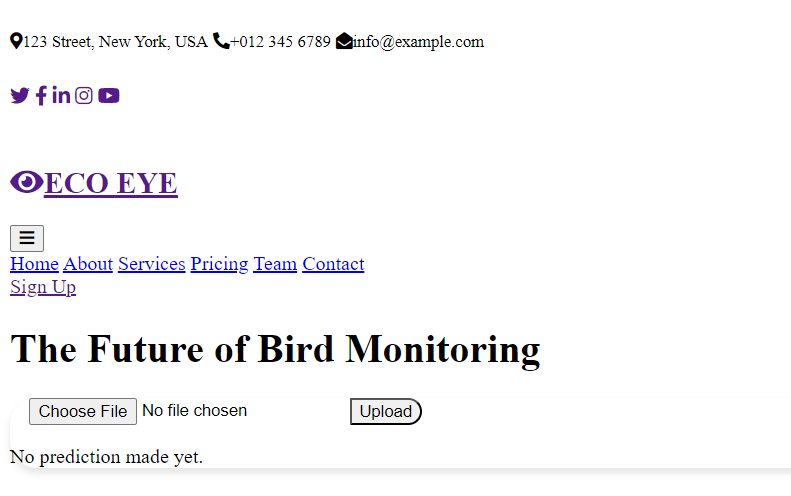 123 Street, New York, USA +012 345 6789 info@example.com
ECO EYE
Home About Services Pricing Team Contact
Sign Up
The Future of Bird Monitoring
Choose File No file chosen Upload
No prediction made yet.